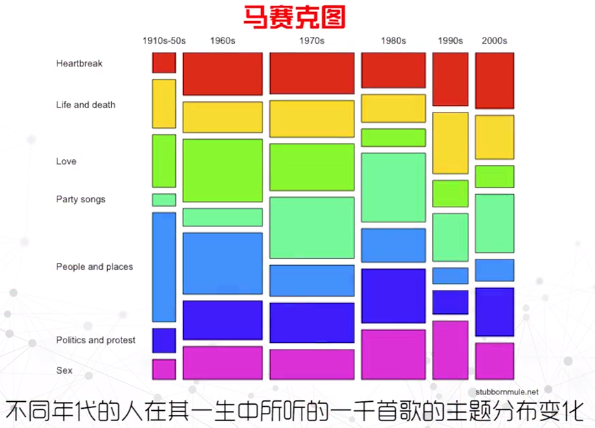 马赛克图
1910s-50s 1960s 1970s 1980s 1990s 2000s
Heartbreak
Life and death
Love
Party songs
People and places
Politics and protest
Sex
stubbornmule.net
不同年代的人在其一生中所听的一千首歌的主题分布变化